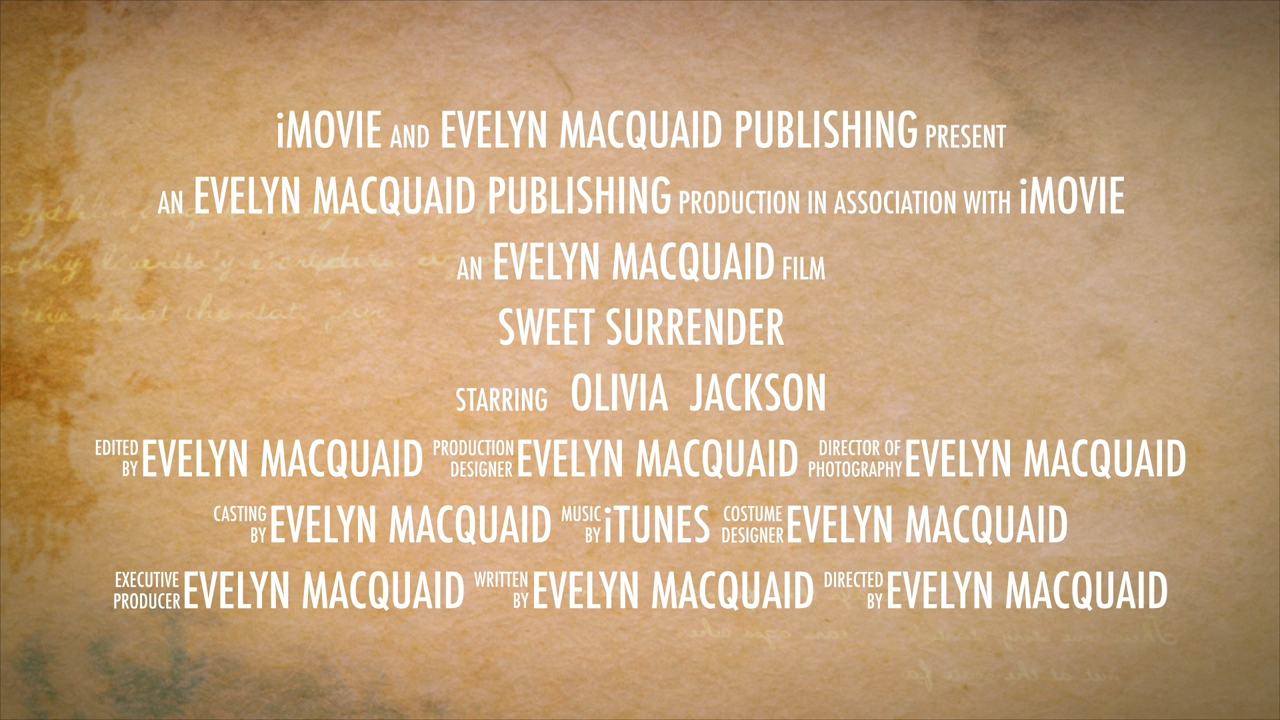 iMOVIE AND EVELYN MACQUAID PUBLISHING PRESENT
AN EVELYN MACQUAID PUBLISHING PRODUCTION IN ASSOCIATION WITH iMOVIE
AN EVELYN MACQUAID FILM
SWEET SURRENDER
STARRING OLIVIA JACKSON
EDITED BY EVELYN MACQUAID PRODUCTION DESIGNER EVELYN MACQUAID DIRECTOR OF PHOTOGRAPHY EVELYN MACQUAID
CASTING BY EVELYN MACQUAID MUSIC BY iTUNES COSTUME DESIGNER EVELYN MACQUAID
EXECUTIVE PRODUCER EVELYN MACQUAID WRITTEN BY EVELYN MACQUAID DIRECTED BY EVELYN MACQUAID